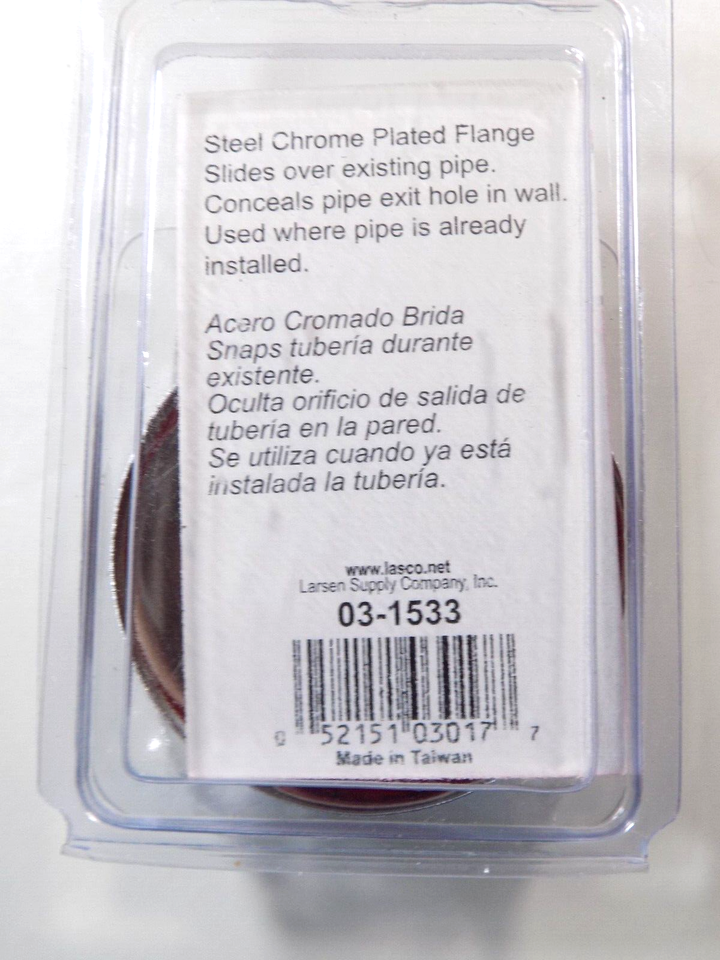 Steel Chrome Plated Flange
Slides over existing pipe.
Conceals pipe exit hole in wall.
Used where pipe is already
installed.
Acero Cromado Brida
Snaps tubería durante
existente.
Oculta orificio de salida de
tubería en la pared.
Se utiliza cuando ya está
instalada la tubería.
www.lasco.net
Larsen Supply Company, Inc.
03-1533
0 52151 03017 7
Made in Taiwan